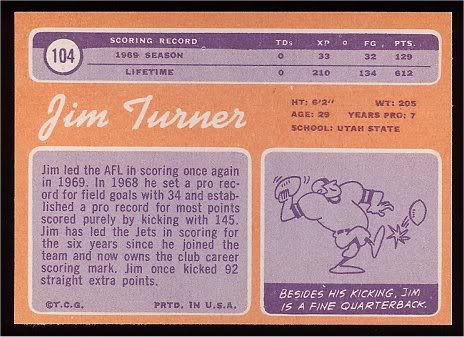 104
SCORING RECORD TDs XP FG PTS.
1969 SEASON 0 33 32 129
LIFETIME 0 210 134 612
Jim Turner
HT: 6'2" WT: 205
AGE: 29 YEARS PRO: 7
SCHOOL: UTAH STATE
Jim led the AFL in scoring once again
in 1969. In 1968 he set a pro rec-
ord for field goals with 34 and estab-
lished a pro record for most points
scored purely by kicking with 145.
Jim has led the Jets in scoring for
the six years since he joined the
team and now owns the club career
scoring mark. Jim once kicked 92
straight extra points.
©T.C.G. PRTD. IN U.S.A.
BESIDES HIS KICKING, JIM
IS A FINE QUARTERBACK.